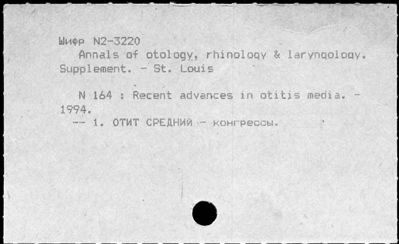 Шифр N2-3220
Annals of otology, rhinology & laryngology.
Supplement. - St. Louis
N 164 : Recent advances in otitis media. -
1994.
-- 1. ОТИТ СРЕДНИЙ - конгрессы.